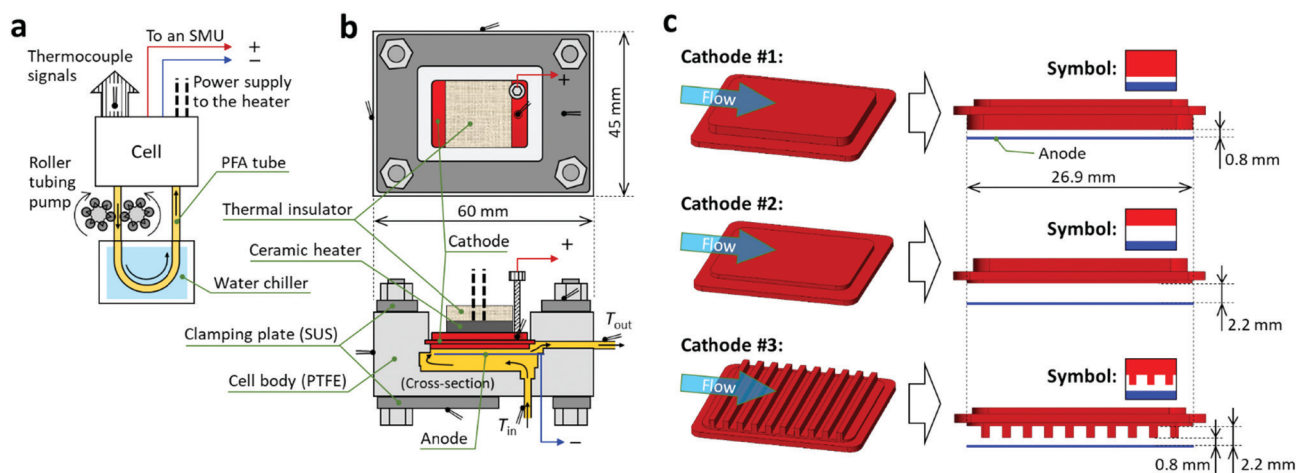 a
To an SMU
Thermocouple
signals
+
−
Power supply
to the heater
Cell
Roller
tubing
pump
PFA tube
Water chiller
b
+
45 mm
Thermal insulator
60 mm
Ceramic heater
Cathode
+
Clamping plate (SUS)
Tout
Cell body (PTFE)
(Cross-section)
Anode
Tin
−
c
Cathode #1:
Flow
Symbol:
Anode
0.8 mm
26.9 mm
Cathode #2:
Flow
Symbol:
2.2 mm
Cathode #3:
Flow
Symbol:
0.8 mm
2.2 mm